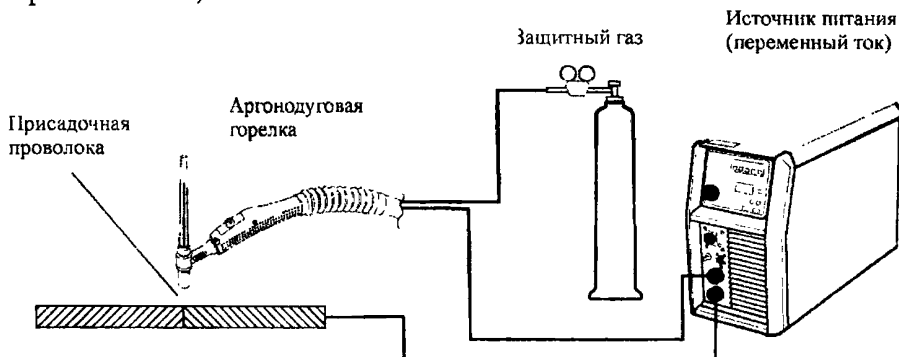 Источник питания
(переменный ток)
Защитный газ
Аргонодуговая
горелка
Присадочная
проволока